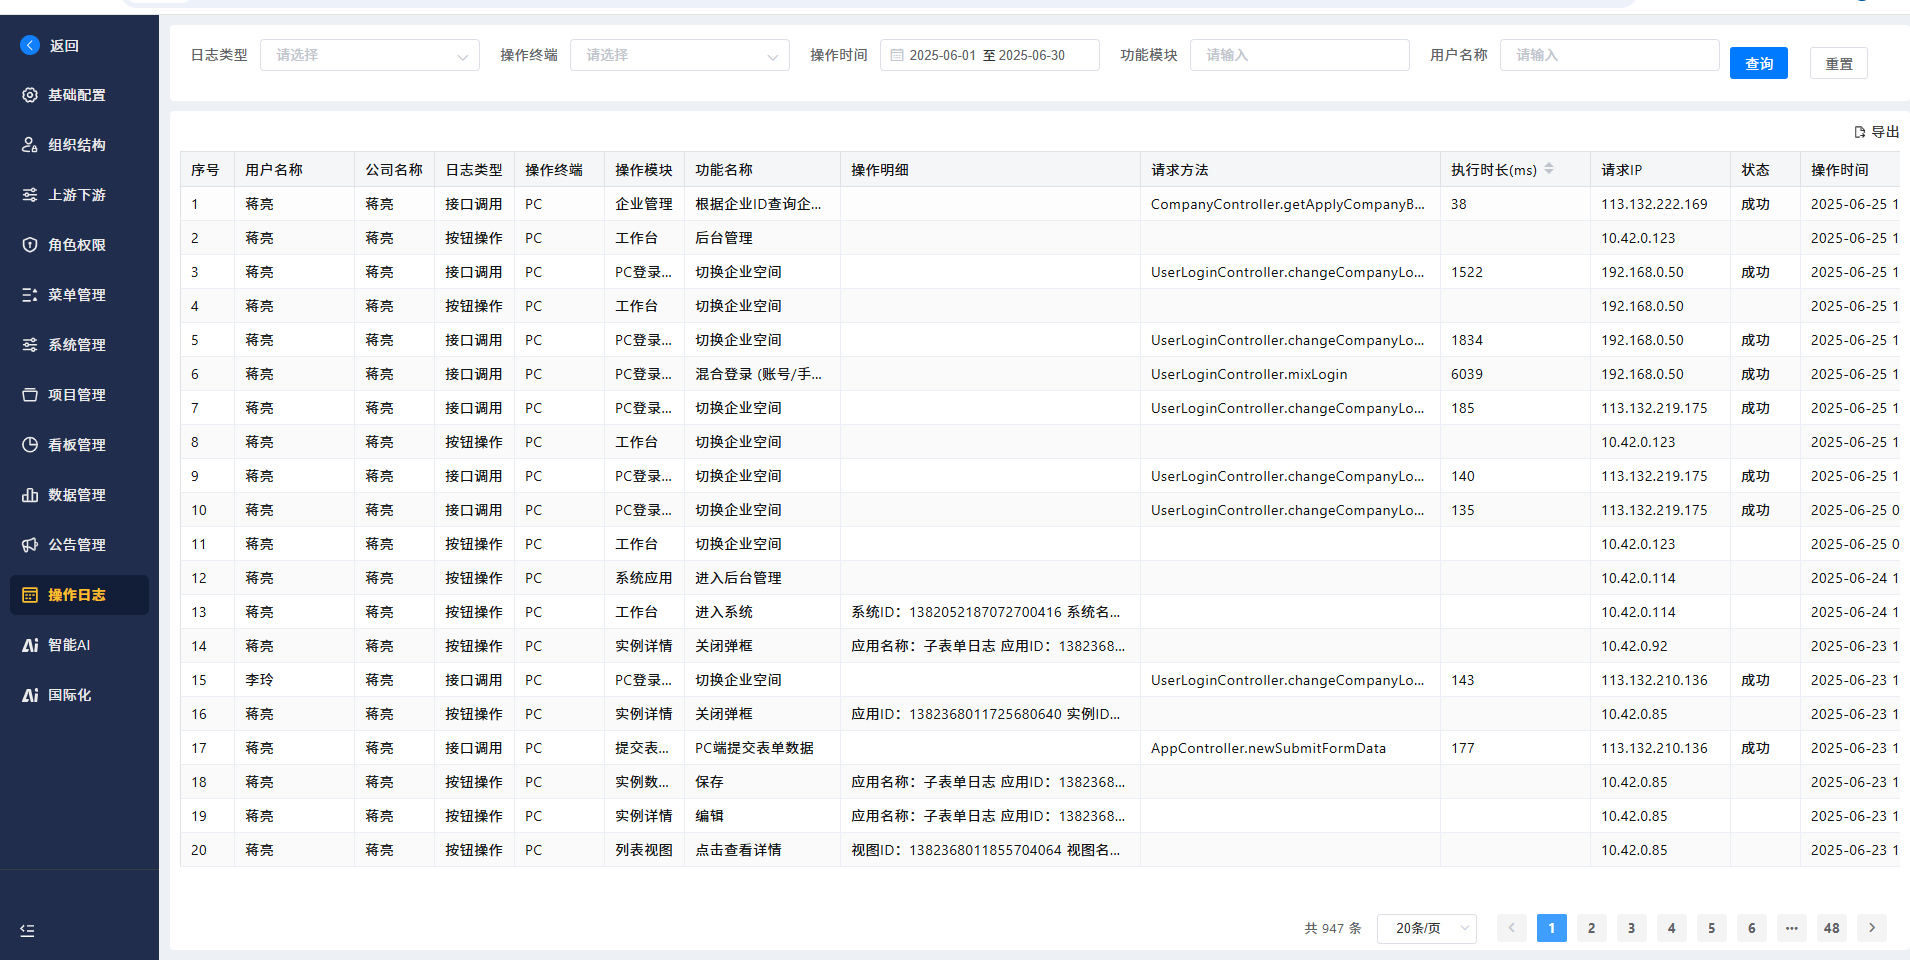 返回
基础配置
组织结构
上游下游
角色权限
菜单管理
系统管理
项目管理
看板管理
数据管理
公告管理
操作日志
智能AI
国际化
日志类型 请选择 操作终端 请选择 操作时间 2025-06-01 至 2025-06-30 功能模块 请输入 用户名称 请输入 查询 重置
导出
序号 用户名称 公司名称 日志类型 操作终端 操作模块 功能名称 操作明细 请求方法 执行时长(ms) 请求IP 状态 操作时间
1 蒋亮 蒋亮 接口调用 PC 企业管理 根据企业ID查询企... CompanyController.getApplyCompanyB... 38 113.132.222.169 成功 2025-06-25 1
2 蒋亮 蒋亮 按钮操作 PC 工作台 后台管理 10.42.0.123 2025-06-25 1
3 蒋亮 蒋亮 接口调用 PC PC登录... 切换企业空间 UserLoginController.changeCompanyLo... 1522 192.168.0.50 成功 2025-06-25 1
4 蒋亮 蒋亮 按钮操作 PC 工作台 切换企业空间 192.168.0.50 2025-06-25 1
5 蒋亮 蒋亮 接口调用 PC PC登录... 切换企业空间 UserLoginController.changeCompanyLo... 1834 192.168.0.50 成功 2025-06-25 1
6 蒋亮 蒋亮 接口调用 PC PC登录... 混合登录 (账号/手... UserLoginController.mixLogin 6039 192.168.0.50 成功 2025-06-25 1
7 蒋亮 蒋亮 接口调用 PC PC登录... 切换企业空间 UserLoginController.changeCompanyLo... 185 113.132.219.175 成功 2025-06-25 1
8 蒋亮 蒋亮 按钮操作 PC 工作台 切换企业空间 10.42.0.123 2025-06-25 1
9 蒋亮 蒋亮 接口调用 PC PC登录... 切换企业空间 UserLoginController.changeCompanyLo... 140 113.132.219.175 成功 2025-06-25 1
10 蒋亮 蒋亮 接口调用 PC PC登录... 切换企业空间 UserLoginController.changeCompanyLo... 135 113.132.219.175 成功 2025-06-25 0
11 蒋亮 蒋亮 按钮操作 PC 工作台 切换企业空间 10.42.0.123 2025-06-25 0
12 蒋亮 蒋亮 按钮操作 PC 系统应用 进入后台管理 10.42.0.114 2025-06-24 1
13 蒋亮 蒋亮 按钮操作 PC 工作台 进入系统 系统ID：1382052187072700416 系统名... 10.42.0.114 2025-06-24 1
14 蒋亮 蒋亮 按钮操作 PC 实例详情 关闭弹框 应用名称：子表单日志 应用ID：1382368... 10.42.0.92 2025-06-23 1
15 李玲 蒋亮 接口调用 PC PC登录... 切换企业空间 UserLoginController.changeCompanyLo... 143 113.132.210.136 成功 2025-06-23 1
16 蒋亮 蒋亮 按钮操作 PC 实例详情 关闭弹框 应用ID：1382368011725680640 实例ID... 10.42.0.85 2025-06-23 1
17 蒋亮 蒋亮 接口调用 PC 提交表... PC端提交表单数据 AppController.newSubmitFormData 177 113.132.210.136 成功 2025-06-23 1
18 蒋亮 蒋亮 按钮操作 PC 实例数... 保存 应用名称：子表单日志 应用ID：1382368... 10.42.0.85 2025-06-23 1
19 蒋亮 蒋亮 按钮操作 PC 实例详情 编辑 应用名称：子表单日志 应用ID：1382368... 10.42.0.85 2025-06-23 1
20 蒋亮 蒋亮 按钮操作 PC 列表视图 点击查看详情 视图ID：1382368011855704064 视图名... 10.42.0.85 2025-06-23 1
共 947 条 20条/页 1 2 3 4 5 6 ... 48